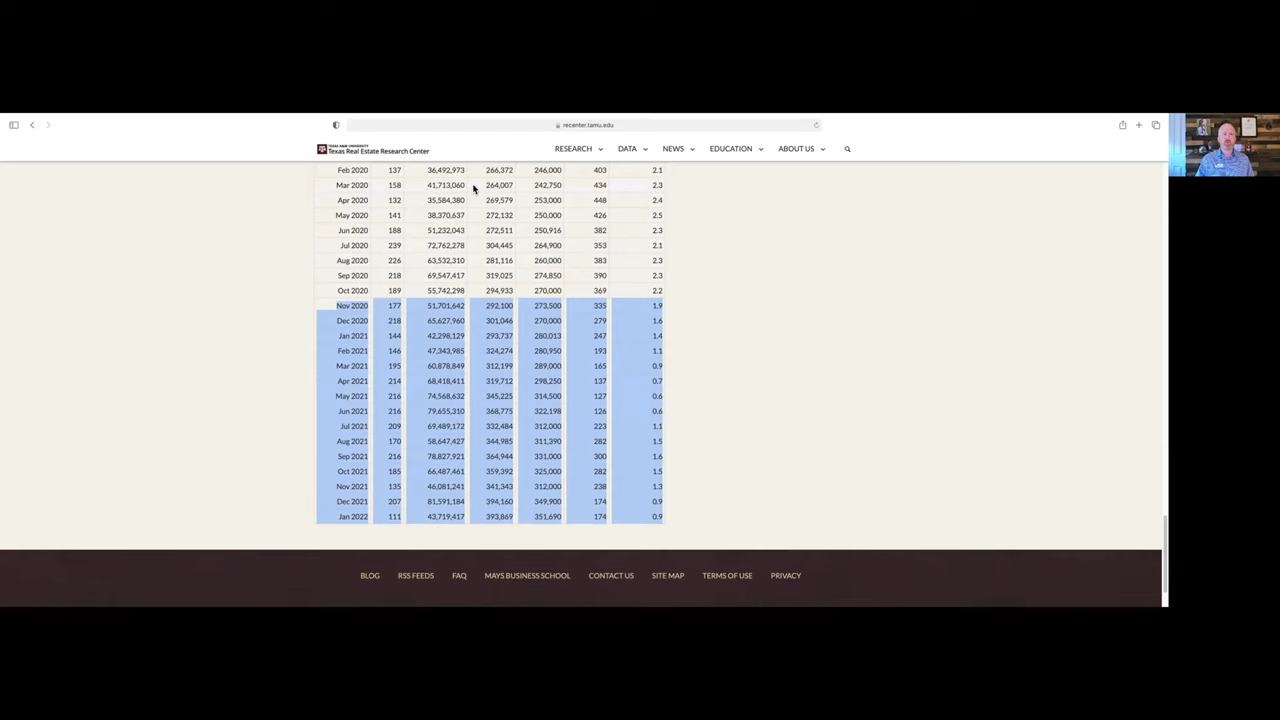 recenter.tamu.edu
TEXAS A&M UNIVERSITY
Texas Real Estate Research Center
RESEARCH DATA NEWS EDUCATION ABOUT US
Feb 2020 137 36,492,973 266,372 246,000 403 2.1
Mar 2020 158 41,713,060 264,007 242,750 434 2.3
Apr 2020 132 35,584,380 269,579 253,000 448 2.4
May 2020 141 38,370,637 272,132 250,000 426 2.5
Jun 2020 188 51,232,043 272,511 250,916 382 2.3
Jul 2020 239 72,762,278 304,445 264,900 353 2.1
Aug 2020 226 63,532,310 281,116 260,000 383 2.3
Sep 2020 218 69,547,417 319,025 274,850 390 2.3
Oct 2020 189 55,742,298 294,933 270,000 369 2.2
Nov 2020 177 51,701,642 292,100 273,500 335 1.9
Dec 2020 218 65,627,960 301,046 270,000 279 1.6
Jan 2021 144 42,298,129 293,737 280,013 247 1.4
Feb 2021 146 47,343,985 324,274 280,950 193 1.1
Mar 2021 195 60,878,849 312,199 289,000 165 0.9
Apr 2021 214 68,418,411 319,712 298,250 137 0.7
May 2021 216 74,568,632 345,225 314,500 127 0.6
Jun 2021 216 79,655,310 368,775 322,198 126 0.6
Jul 2021 209 69,489,172 332,484 312,000 223 1.1
Aug 2021 170 58,647,427 344,985 311,390 282 1.5
Sep 2021 216 78,827,921 364,944 331,000 300 1.6
Oct 2021 185 66,487,461 359,392 325,000 282 1.5
Nov 2021 135 46,081,241 341,343 312,000 238 1.3
Dec 2021 207 81,591,184 394,160 349,900 174 0.9
Jan 2022 111 43,719,417 393,869 351,690 174 0.9
BLOG RSS FEEDS FAQ MAYS BUSINESS SCHOOL CONTACT US SITE MAP TERMS OF USE PRIVACY